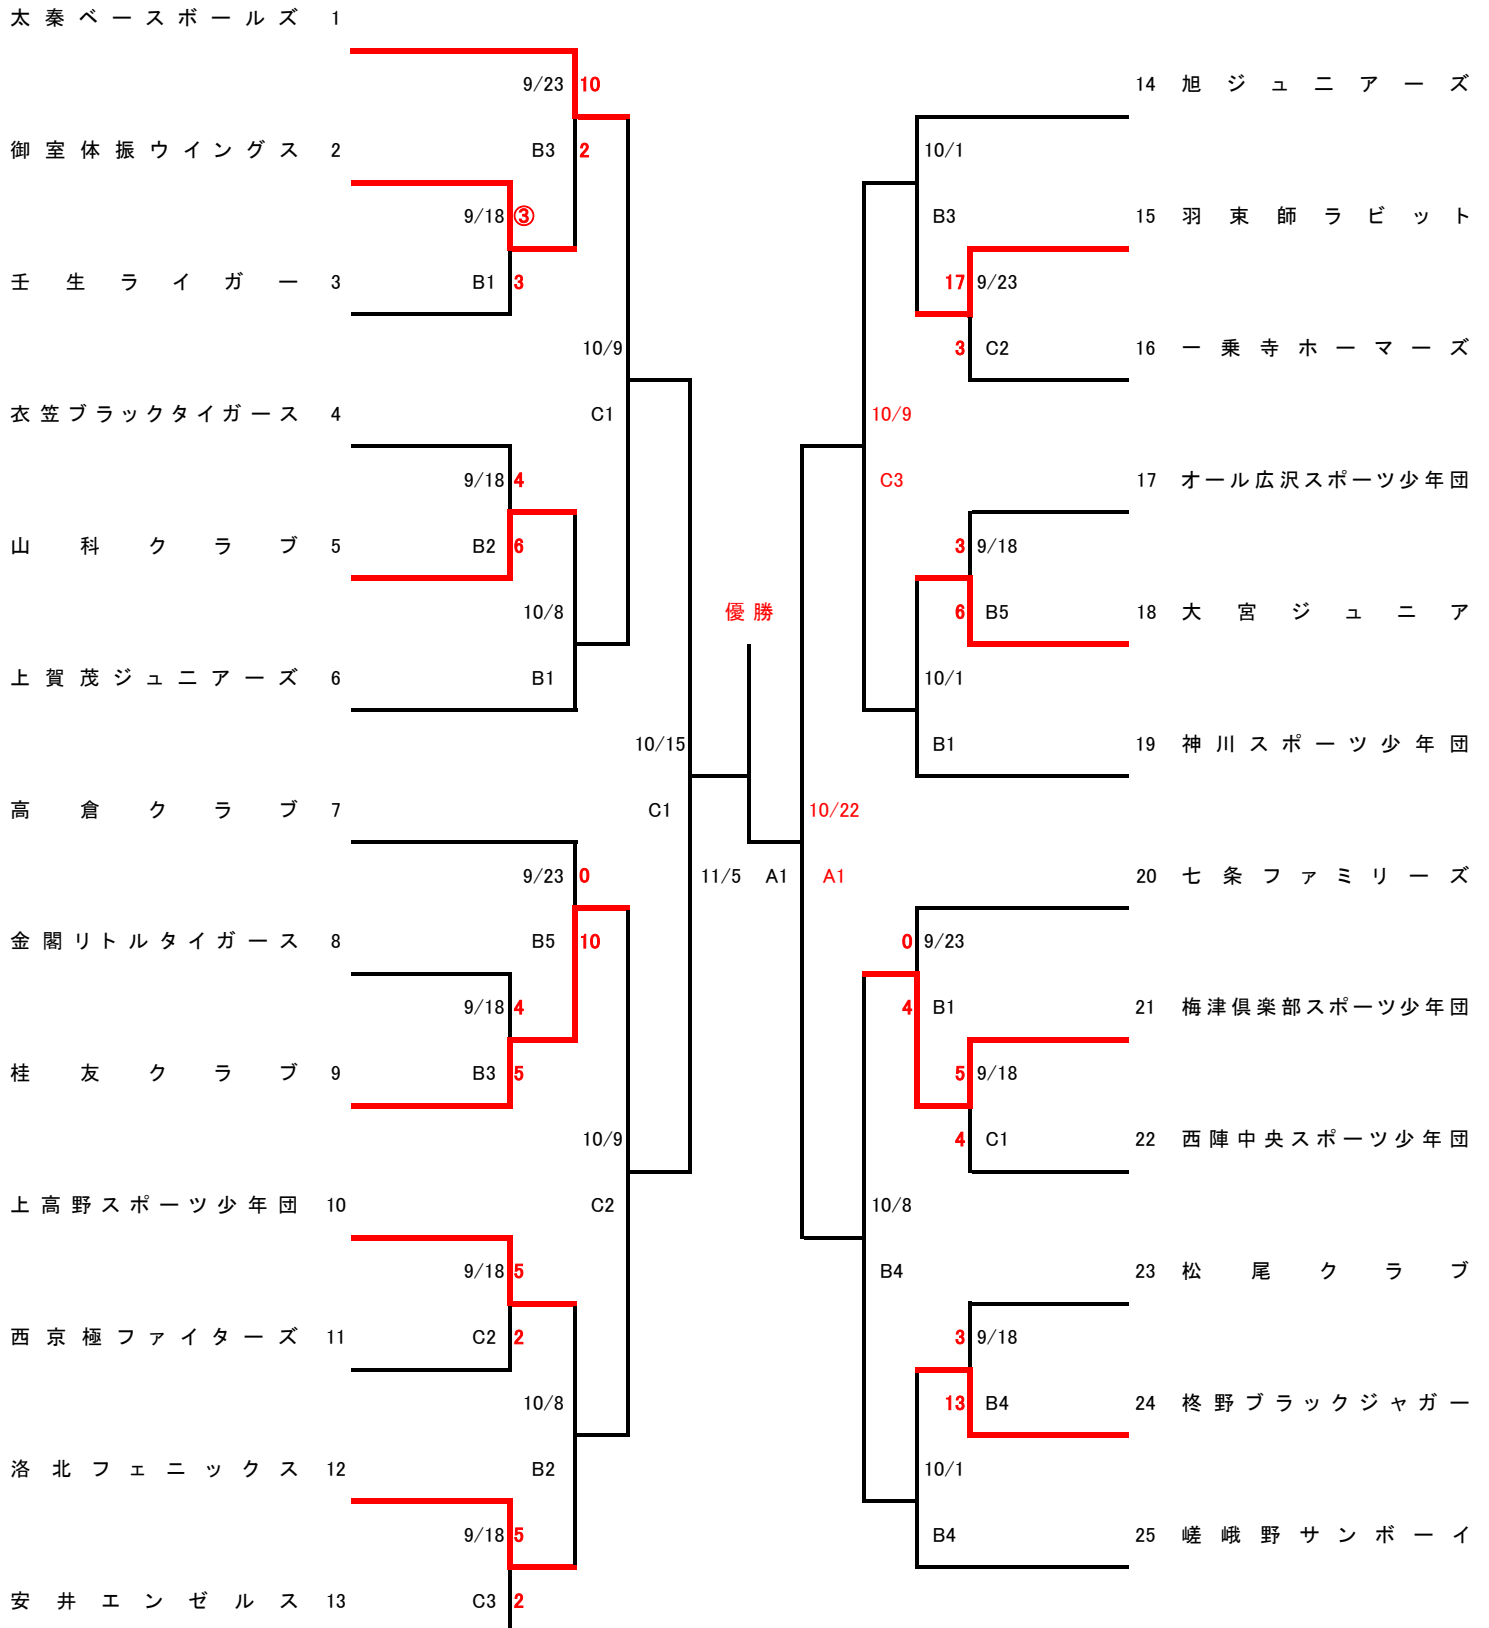 太秦ベースボールズ 1
9/23 10
御室体振ウイングス 2
B3 2
9/18 ③
壬生ライガー 3
B1 3
10/9
衣笠ブラックタイガース 4
C1
9/18 4
山科クラブ 5
B2 6
10/8
上賀茂ジュニアーズ 6
B1
10/15
高倉クラブ 7
C1
9/23 0
金閣リトルタイガース 8
B5 10
9/18 4
桂友クラブ 9
B3 5
10/9
上高野スポーツ少年団 10
C2
9/18 5
西京極ファイターズ 11
C2 2
10/8
洛北フェニックス 12
B2
9/18 5
安井エンゼルス 13
C3 2
優勝
11/5 A1
14 旭ジュニアーズ
10/1
B3
15 羽束師ラビット
17 9/23
3 C2
16 一乗寺ホーマーズ
10/9
C3
17 オール広沢スポーツ少年団
3 9/18
6 B5
18 大宮ジュニア
10/1
B1
19 神川スポーツ少年団
10/22
A1
20 七条ファミリーズ
0 9/23
4 B1
21 梅津倶楽部スポーツ少年団
5 9/18
4 C1
22 西陣中央スポーツ少年団
10/8
B4
23 松尾クラブ
3 9/18
13 B4
24 柊野ブラックジャガー
10/1
B4
25 嵯峨野サンボーイ